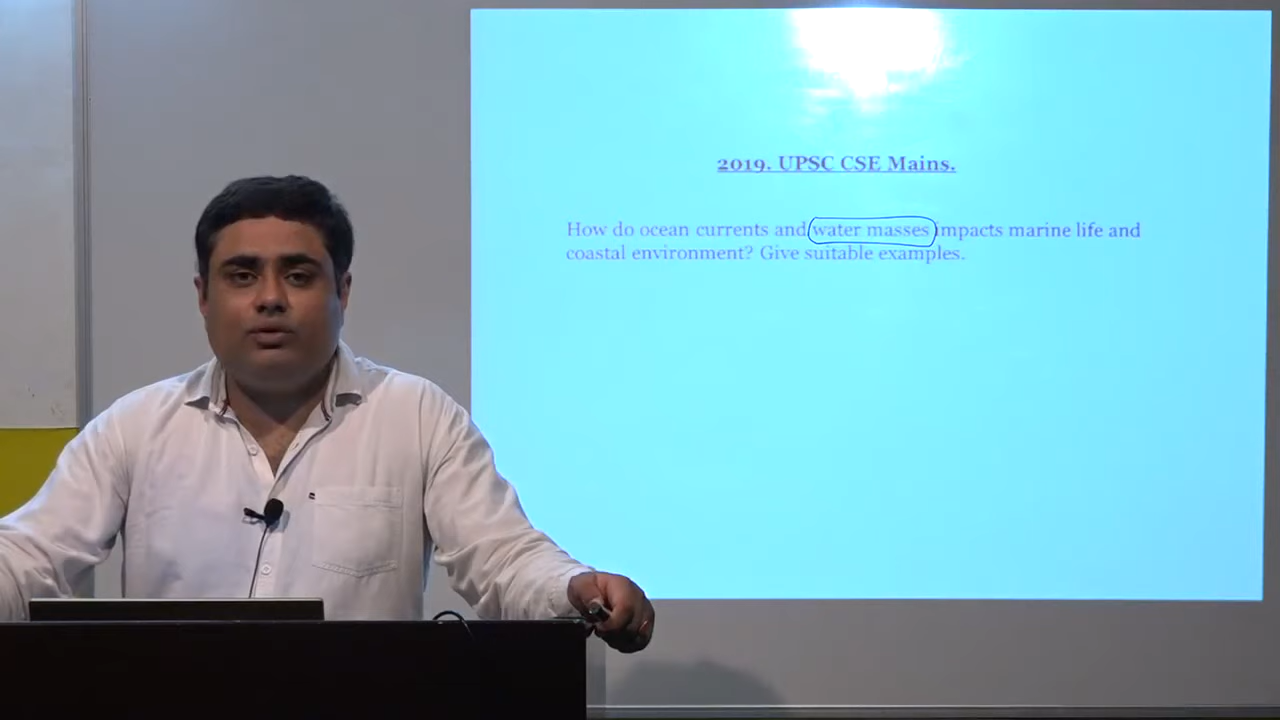 2019. UPSC CSE Mains.
How do ocean currents and water masses impacts marine life and
coastal environment? Give suitable examples.